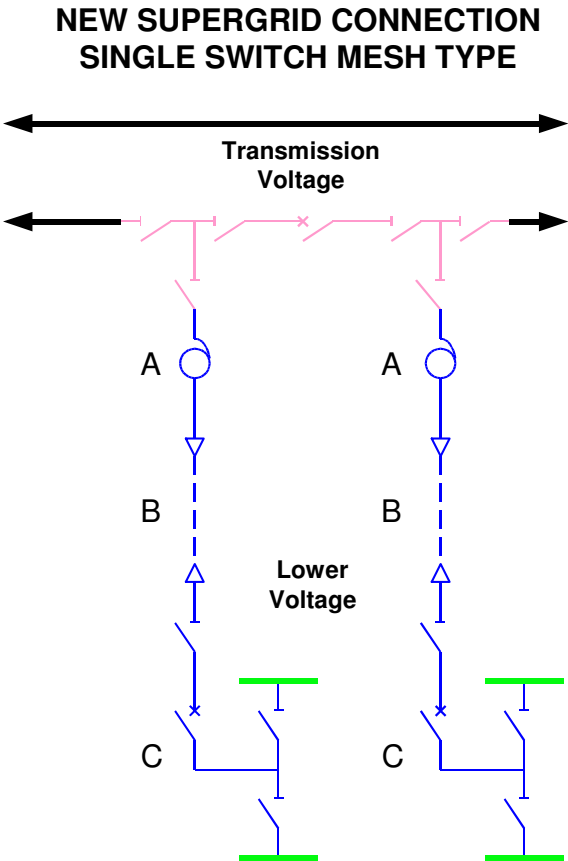 NEW SUPERGRID CONNECTION
SINGLE SWITCH MESH TYPE
Transmission
Voltage
A
A
B
B
Lower
Voltage
C
C